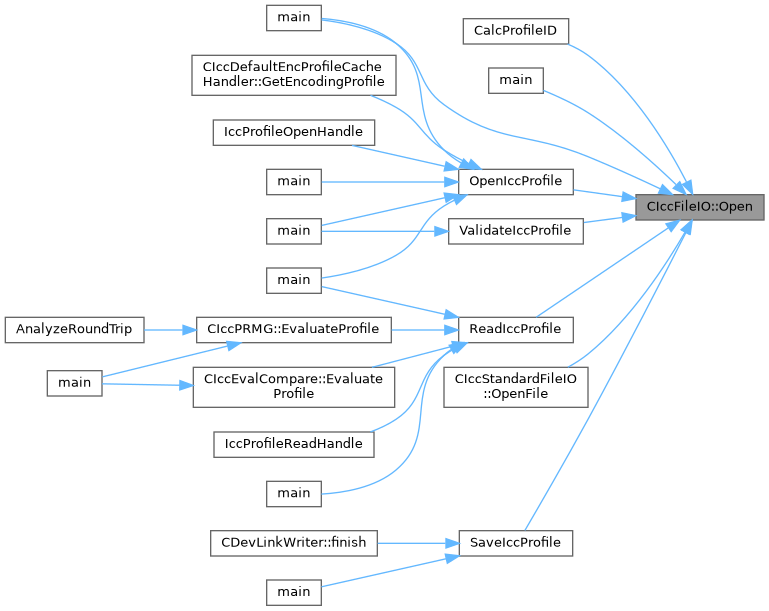 main
CalcProfileID
CIccDefaultEncProfileCache
Handler::GetEncodingProfile
main
IccProfileOpenHandle
main
OpenIccProfile
CIccFileIO::Open
main
ValidateIccProfile
main
AnalyzeRoundTrip
CIccPRMG::EvaluateProfile
ReadIccProfile
main
CIccEvalCompare::Evaluate
Profile
CIccStandardFileIO
::OpenFile
IccProfileReadHandle
main
CDevLinkWriter::finish
SaveIccProfile
main